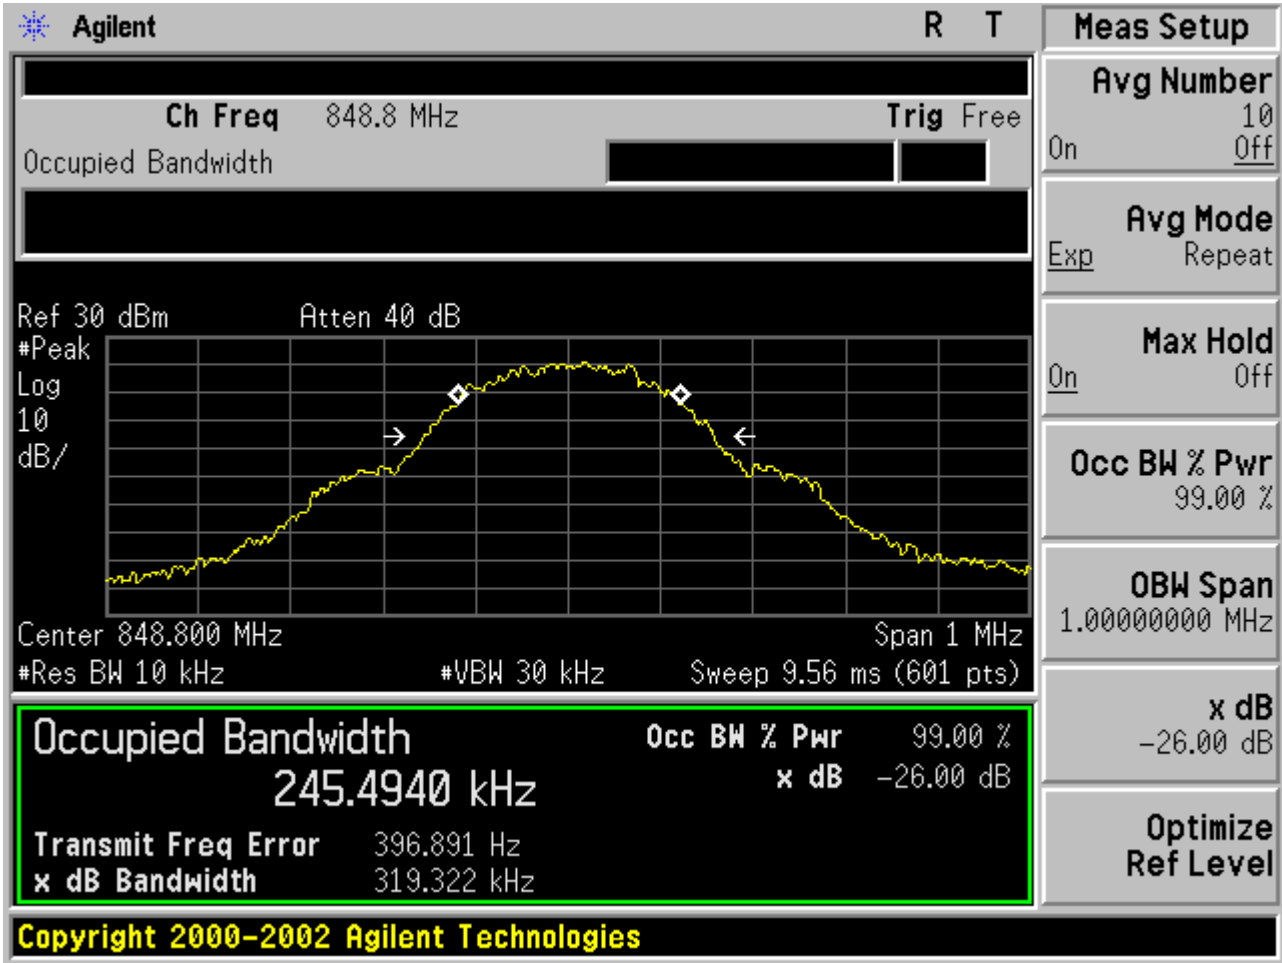 Agilent R T
Ch Freq 848.8 MHz Trig Free
Occupied Bandwidth
Ref 30 dBm Atten 40 dB
#Peak
Log
10
dB/
Center 848.800 MHz Span 1 MHz
#Res BW 10 kHz #VBW 30 kHz Sweep 9.56 ms (601 pts)
Occupied Bandwidth Occ BW % Pwr 99.00 %
245.4940 kHz x dB -26.00 dB
Transmit Freq Error 396.891 Hz
x dB Bandwidth 319.322 kHz
Copyright 2000-2002 Agilent Technologies
Meas Setup
Avg Number
10
On Off
Avg Mode
Exp Repeat
Max Hold
On Off
Occ BW % Pwr
99.00 %
OBW Span
1.00000000 MHz
x dB
-26.00 dB
Optimize
Ref Level